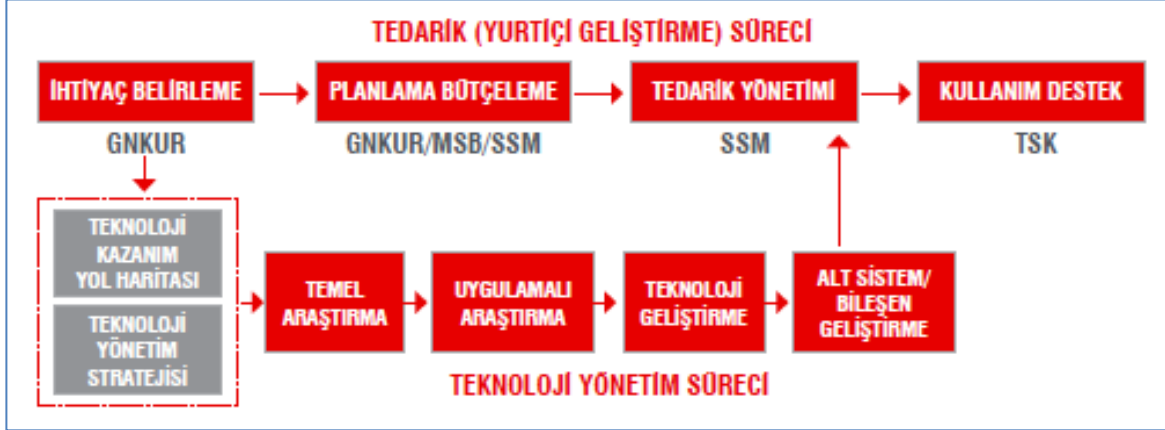 TEDARİK (YURTİÇİ GELİŞTİRME) SÜRECİ
İHTİYAÇ BELİRLEME
PLANLAMA BÜTÇELEME
TEDARİK YÖNETİMİ
KULLANIM DESTEK
GNKUR
GNKUR/MSB/SSM
SSM
TSK
TEKNOLOJİ
KAZANIM
YOL HARİTASI
TEKNOLOJİ
YÖNETİM
STRATEJİSİ
TEMEL
ARAŞTIRMA
UYGULAMALI
ARAŞTIRMA
TEKNOLOJİ
GELİŞTİRME
ALT SİSTEM/
BİLEŞEN
GELİŞTİRME
TEKNOLOJİ YÖNETİM SÜRECİ